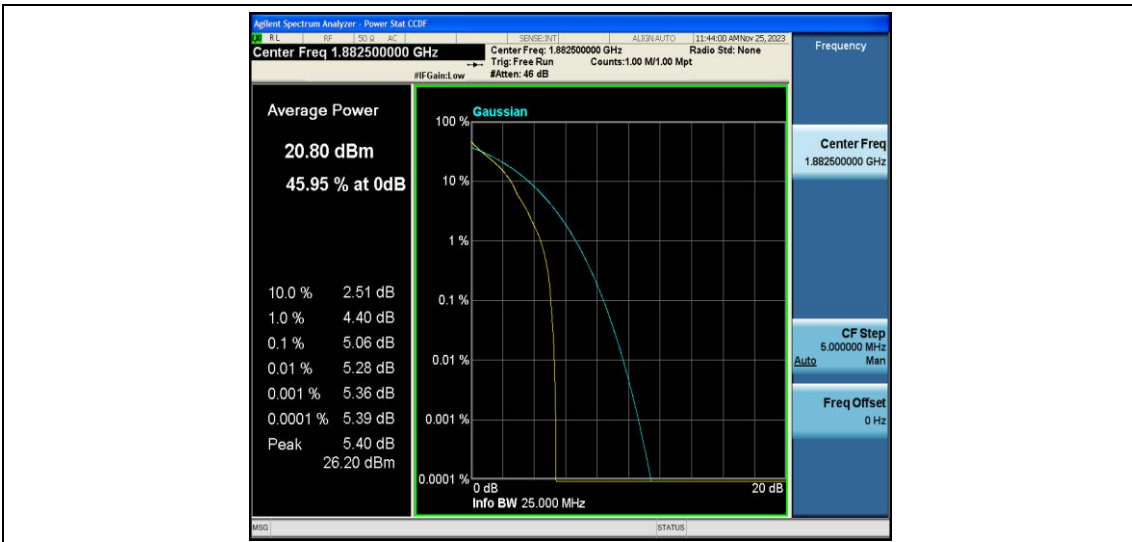 Agilent Spectrum Analyzer - Power Stat CCDF
RL RF 50 Ω AC SENSE:INT ALIGNAUTO 11:44:00 AMNov 25, 2023
Center Freq 1.882500000 GHz
Center Freq: 1.882500000 GHz Radio Std: None
Trig: Free Run Counts:1.00 M/1.00 Mpt
#IFGain:Low #Atten: 46 dB
Average Power
20.80 dBm
45.95 % at 0dB
10.0 % 2.51 dB
1.0 % 4.40 dB
0.1 % 5.06 dB
0.01 % 5.28 dB
0.001 % 5.36 dB
0.0001 % 5.39 dB
Peak 5.40 dB
26.20 dBm
Gaussian
100 %
10 %
1 %
0.1 %
0.01 %
0.001 %
0.0001 %
0 dB 20 dB
Info BW 25.000 MHz
Frequency
Center Freq
1.882500000 GHz
CF Step
5.000000 MHz
Auto Man
Freq Offset
0 Hz
MSG STATUS